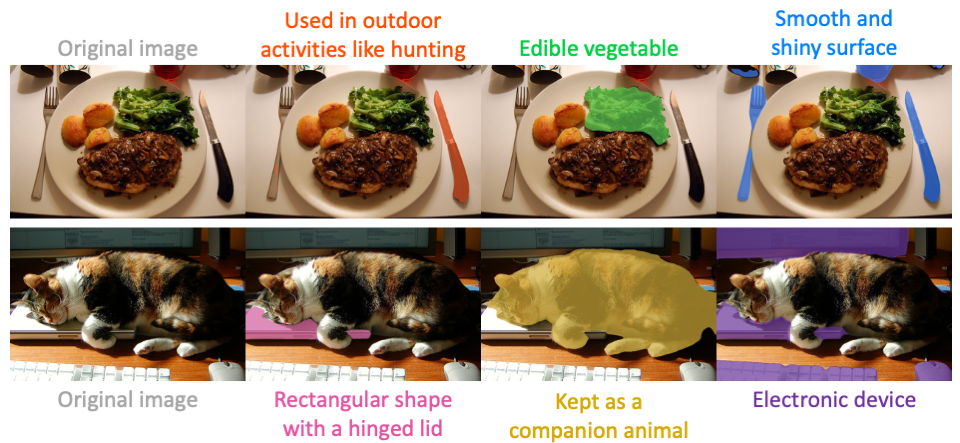 Original image
Used in outdoor
activities like hunting
Edible vegetable
Smooth and
shiny surface
Original image
Rectangular shape
with a hinged lid
Kept as a
companion animal
Electronic device